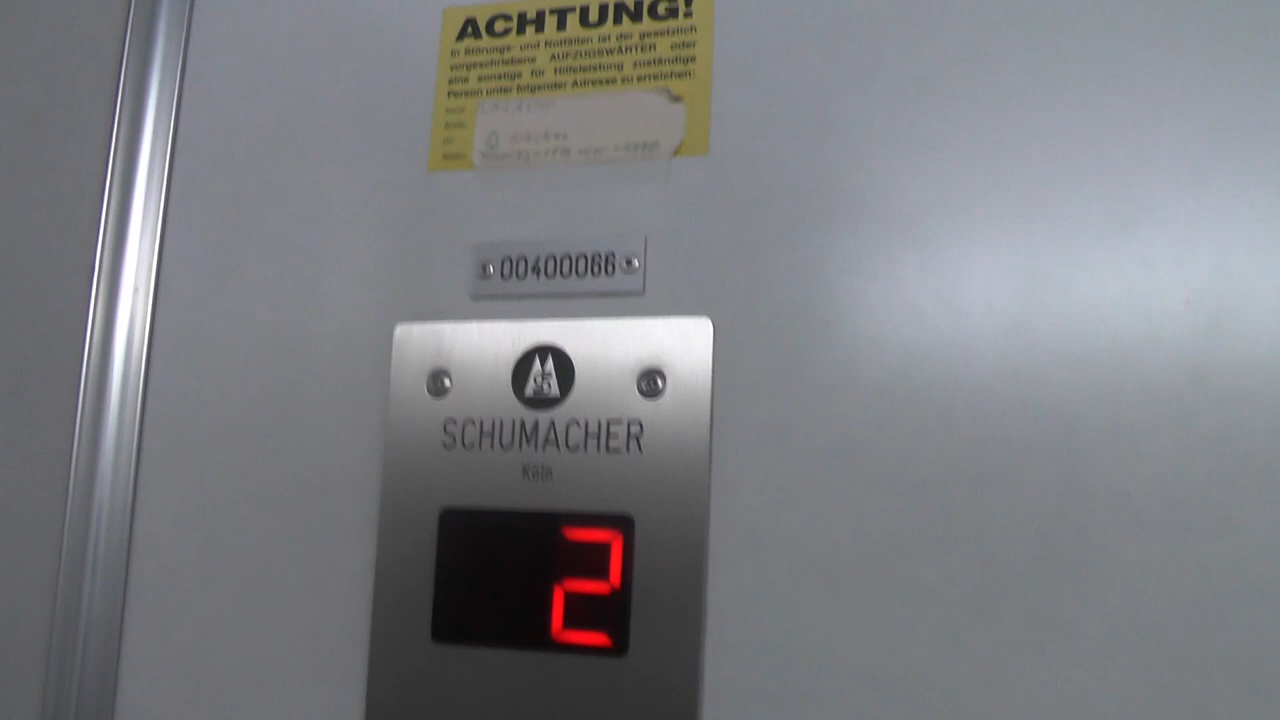 ACHTUNG!
In Störungs- und Notfällen ist der gesetzlich
vorgeschriebene AUFZUGSWÄRTER oder
eine sonstige für Hilfeleistung zuständige
Person unter folgender Adresse zu erreichen:
00400066
SCHUMACHER
Köln
2